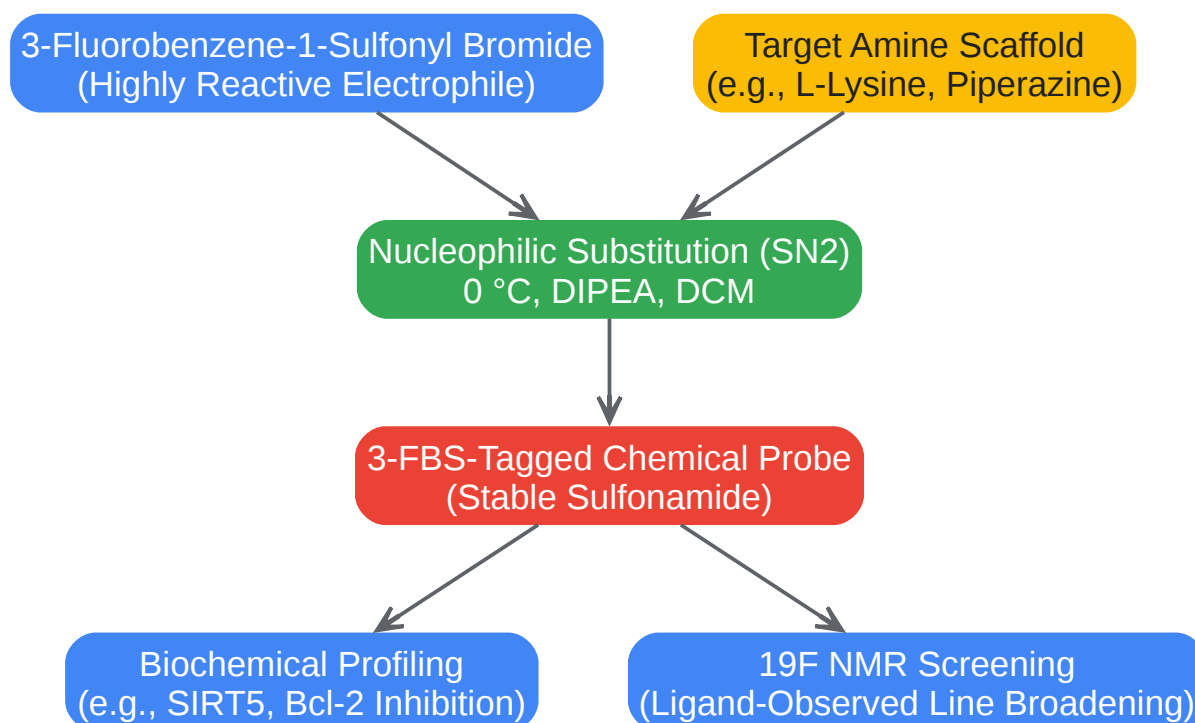 3-Fluorobenzene-1-Sulfonyl Bromide
(Highly Reactive Electrophile)
Target Amine Scaffold
(e.g., L-Lysine, Piperazine)
Nucleophilic Substitution (SN2)
0 °C, DIPEA, DCM
3-FBS-Tagged Chemical Probe
(Stable Sulfonamide)
Biochemical Profiling
(e.g., SIRT5, Bcl-2 Inhibition)
19F NMR Screening
(Ligand-Observed Line Broadening)